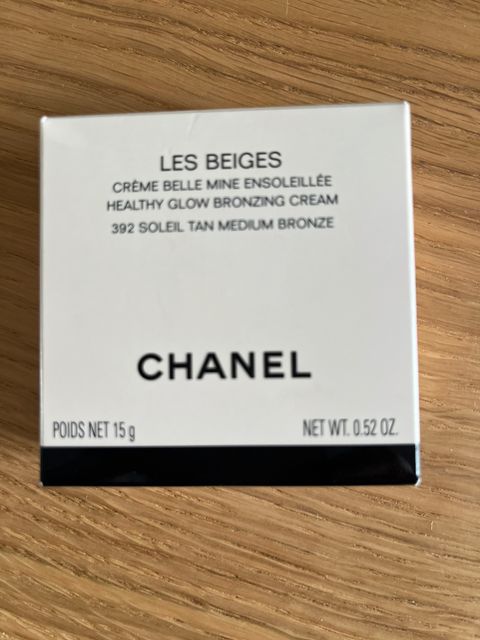 LES BEIGES
CRÈME BELLE MINE ENSOLEILLÉE
HEALTHY GLOW BRONZING CREAM
392 SOLEIL TAN MEDIUM BRONZE
CHANEL
POIDS NET 15 g NET WT. 0.52 OZ.